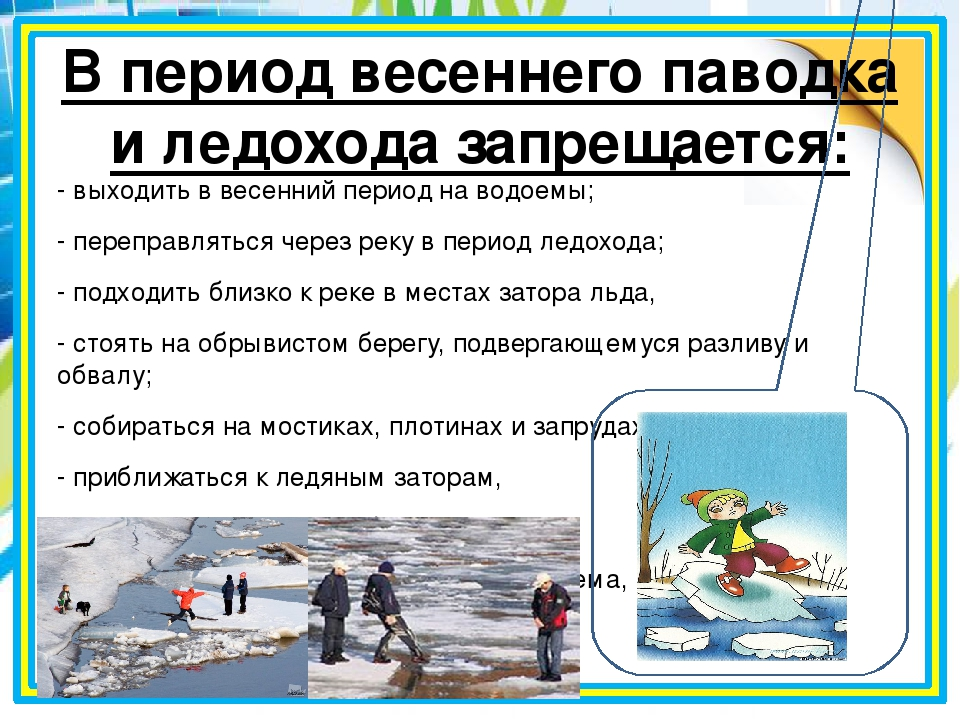 В период весеннего паводка
и ледохода запрещается:
- выходить в весенний период на водоемы;
- переправляться через реку в период ледохода;
- подходить близко к реке в местах затора льда,
- стоять на обрывистом берегу, подвергающемуся разливу и
обвалу;
- собираться на мостиках, плотинах и запрудах
- приближаться к ледяным заторам,